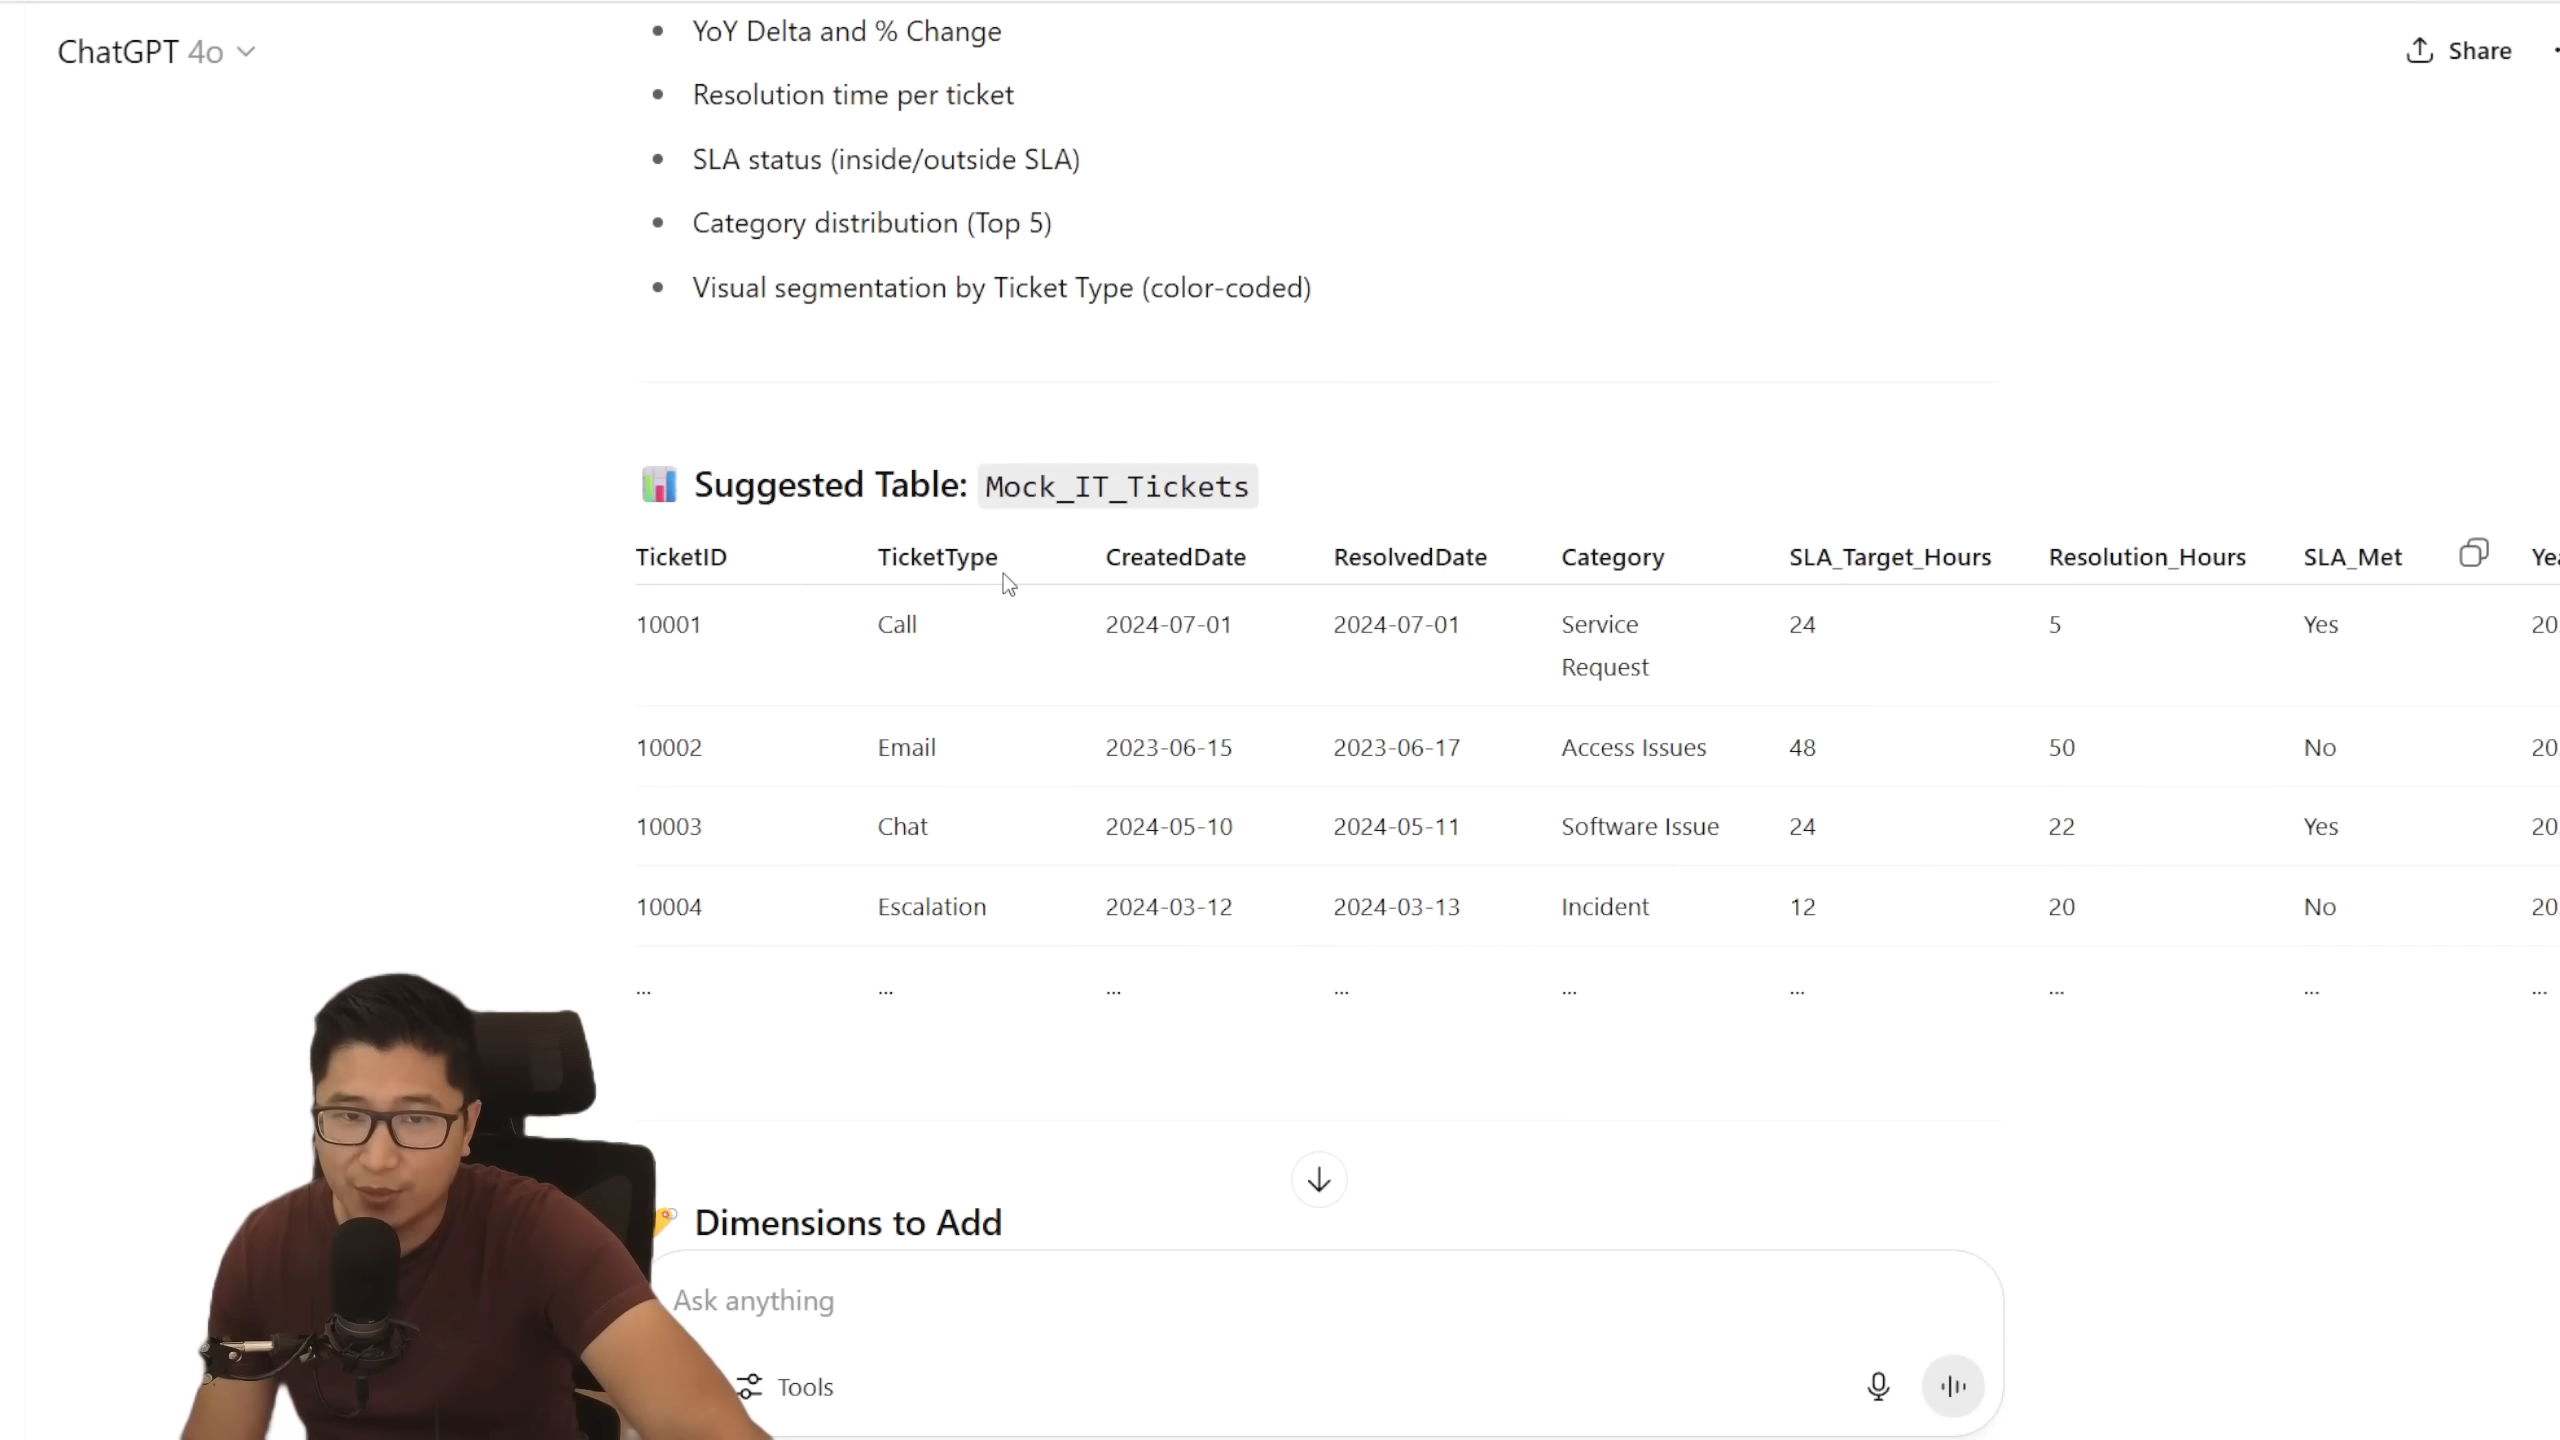 ChatGPT 4o
Share
YoY Delta and % Change
Resolution time per ticket
SLA status (inside/outside SLA)
Category distribution (Top 5)
Visual segmentation by Ticket Type (color-coded)
Suggested Table: Mock_IT_Tickets
TicketID TicketType CreatedDate ResolvedDate Category SLA_Target_Hours Resolution_Hours SLA_Met
10001 Call 2024-07-01 2024-07-01 Service 24 5 Yes
Request
10002 Email 2023-06-15 2023-06-17 Access Issues 48 50 No
10003 Chat 2024-05-10 2024-05-11 Software Issue 24 22 Yes
10004 Escalation 2024-03-12 2024-03-13 Incident 12 20 No
... ... ... ... ... ... ... ... ...
Dimensions to Add
Ask anything
Tools